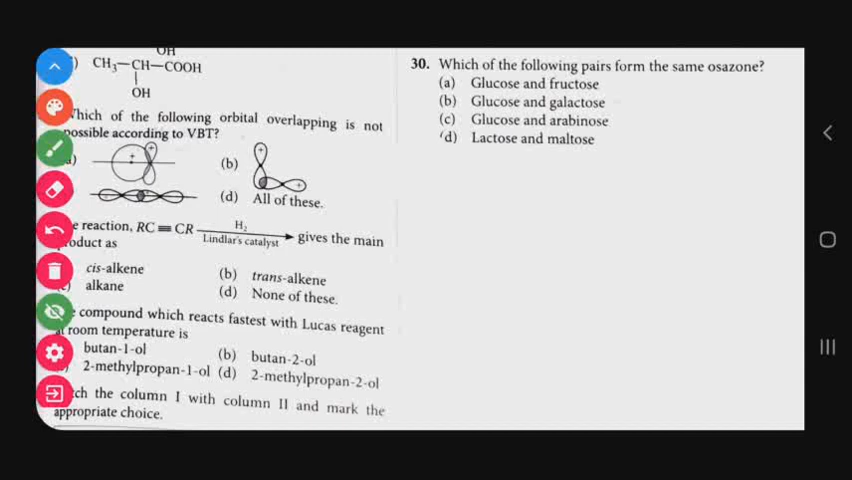 OH
) CH3—CH—COOH
OH
Which of the following orbital overlapping is not
possible according to VBT?
a)
(b)
(d) All of these.
e reaction, RC≡CR H2 Lindlar's catalyst gives the main
product as
cis-alkene
(b) trans-alkene
) alkane
(d) None of these.
e compound which reacts fastest with Lucas reagent
at room temperature is
butan-1-ol
(b) butan-2-ol
) 2-methylpropan-1-ol (d) 2-methylpropan-2-ol
tch the column I with column II and mark the
appropriate choice.
30. Which of the following pairs form the same osazone?
(a) Glucose and fructose
(b) Glucose and galactose
(c) Glucose and arabinose
(d) Lactose and maltose